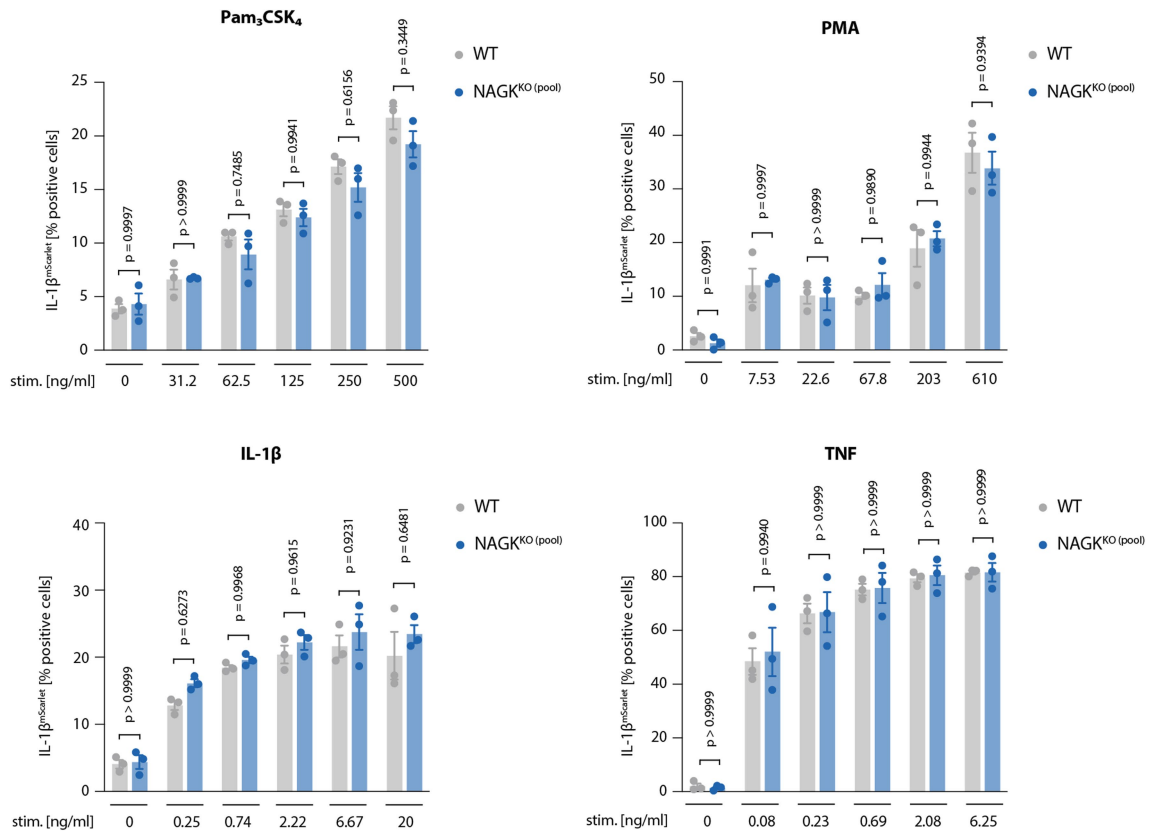 Pam₃CSK₄
WT
NAGKᴷᴼ ⁽ᵖᵒᵒˡ⁾
IL-1βᵐˢᶜᵃʳˡᵉᵗ [% positive cells]
25
20
15
10
5
0
p = 0.9997
p > 0.9999
p = 0.7485
p = 0.9941
p = 0.6156
p = 0.3449
stim. [ng/ml] 0 31.2 62.5 125 250 500
PMA
WT
NAGKᴷᴼ ⁽ᵖᵒᵒˡ⁾
IL-1βᵐˢᶜᵃʳˡᵉᵗ [% positive cells]
50
40
30
20
10
0
p = 0.9991
p = 0.9997
p > 0.9999
p = 0.9890
p = 0.9944
p = 0.9394
stim. [ng/ml] 0 7.53 22.6 67.8 203 610
IL-1β
WT
NAGKᴷᴼ ⁽ᵖᵒᵒˡ⁾
IL-1βᵐˢᶜᵃʳˡᵉᵗ [% positive cells]
40
30
20
10
0
p > 0.9999
p = 0.6273
p = 0.9968
p = 0.9615
p = 0.9231
p = 0.6481
stim. [ng/ml] 0 0.25 0.74 2.22 6.67 20
TNF
WT
NAGKᴷᴼ ⁽ᵖᵒᵒˡ⁾
IL-1βᵐˢᶜᵃʳˡᵉᵗ [% positive cells]
100
80
60
40
20
0
p > 0.9999
p = 0.9940
p > 0.9999
p > 0.9999
p > 0.9999
p > 0.9999
stim. [ng/ml] 0 0.08 0.23 0.69 2.08 6.25